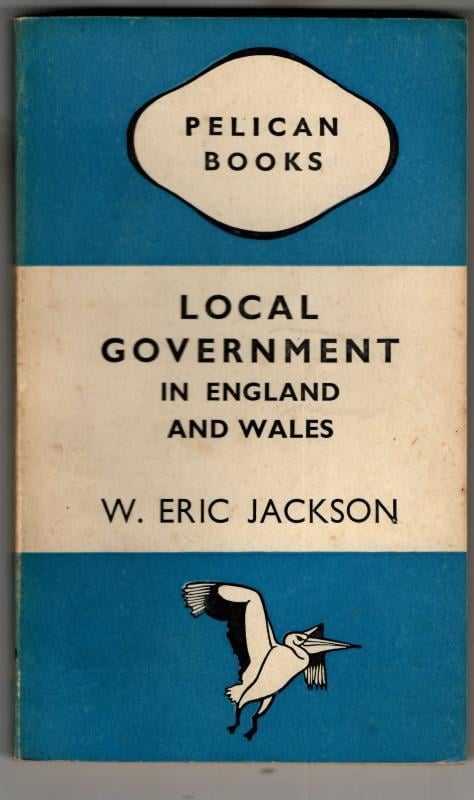 PELICAN
BOOKS
LOCAL
GOVERNMENT
IN ENGLAND
AND WALES
W. ERIC JACKSON